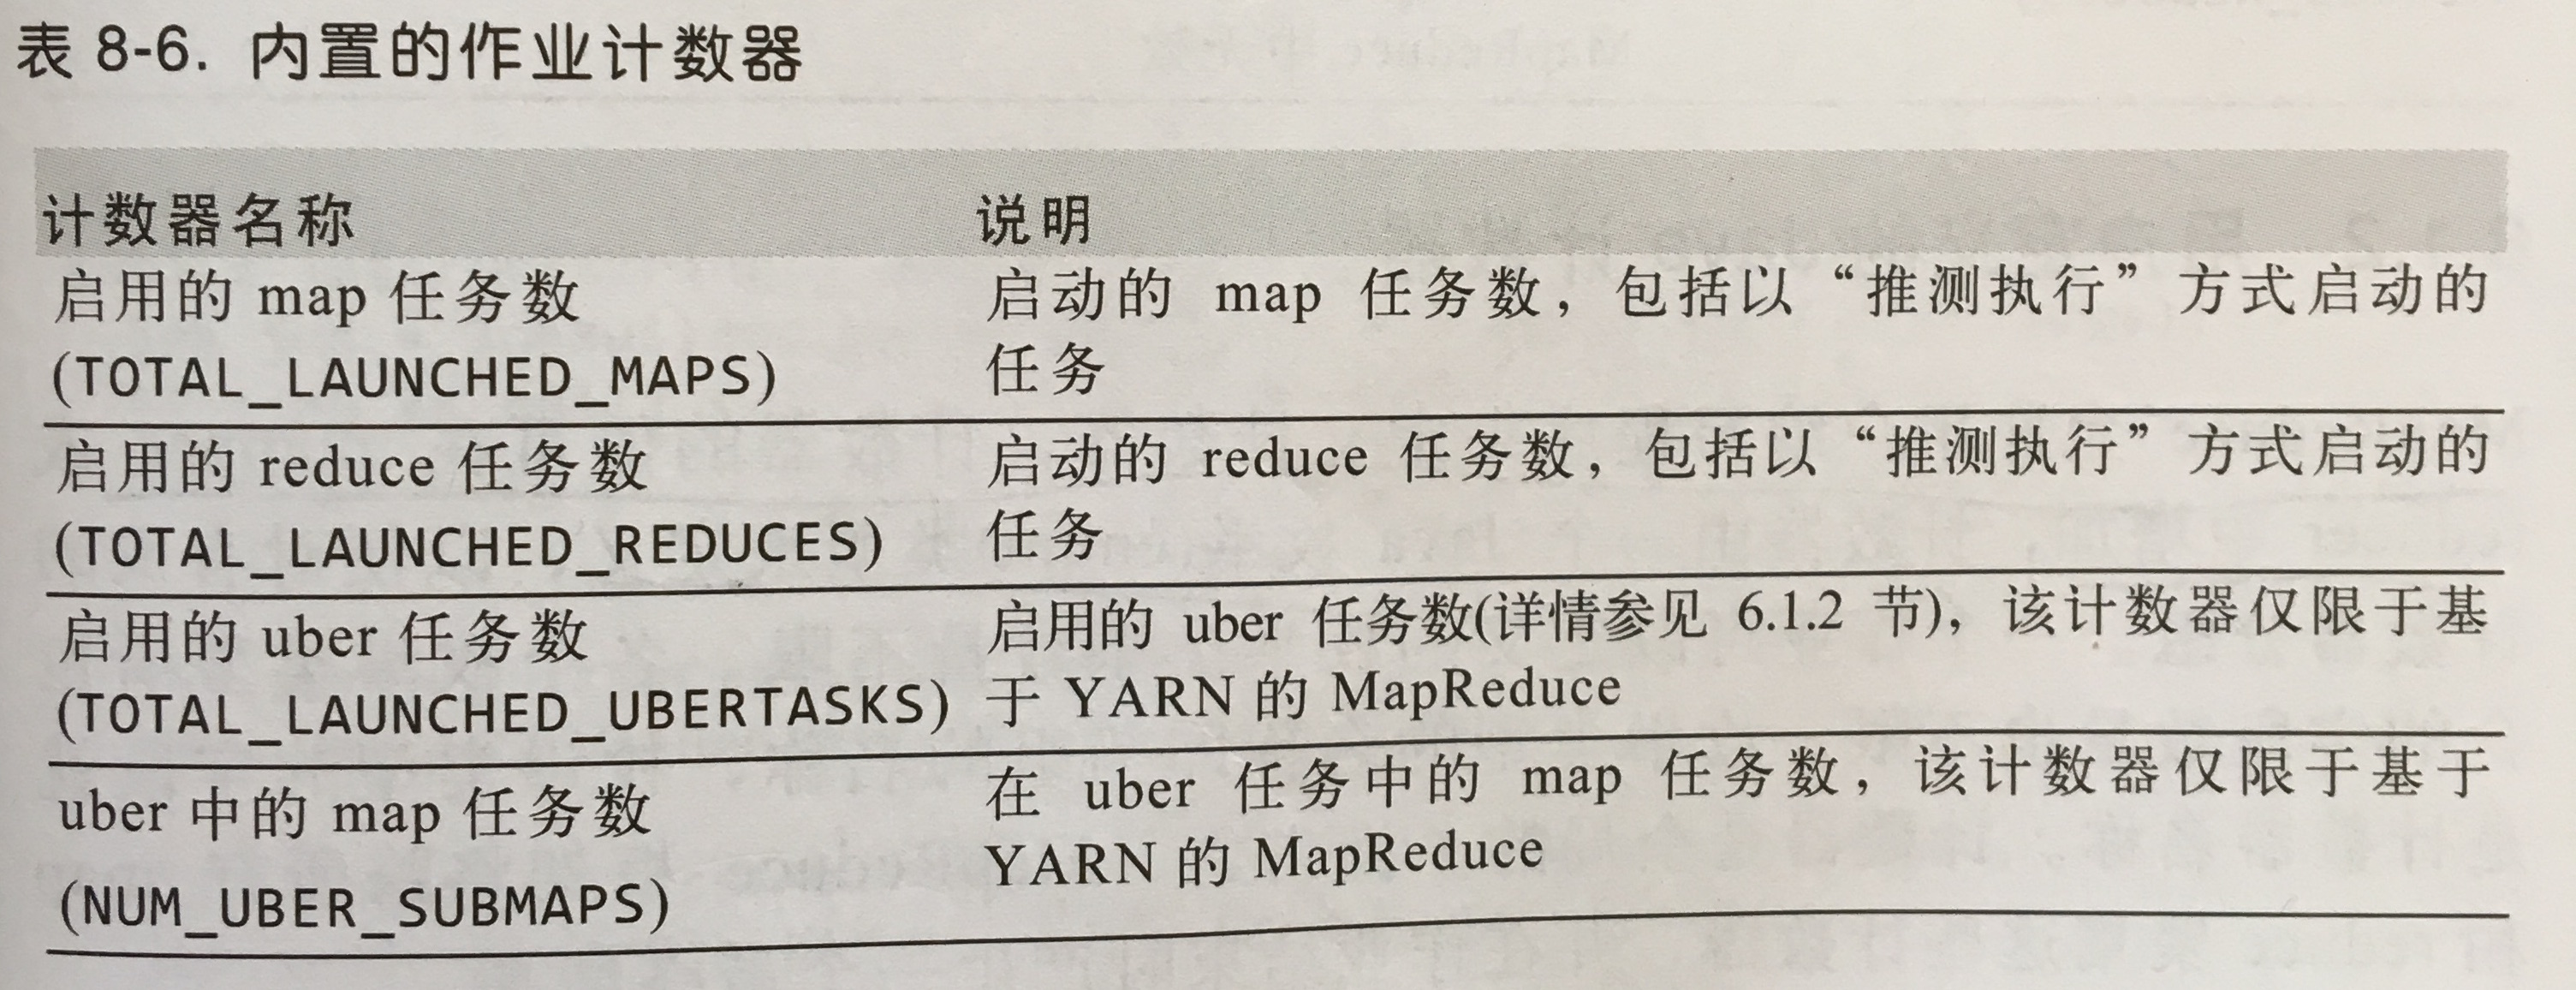 表 8-6. 内置的作业计数器
计数器名称 说明
启用的 map 任务数 启动的 map 任务数，包括以“推测执行”方式启动的
(TOTAL_LAUNCHED_MAPS) 任务
启用的 reduce 任务数 启动的 reduce 任务数，包括以“推测执行”方式启动的
(TOTAL_LAUNCHED_REDUCES) 任务
启用的 uber 任务数 启用的 uber 任务数(详情参见 6.1.2 节)，该计数器仅限于基
(TOTAL_LAUNCHED_UBERTASKS) 于 YARN 的 MapReduce
uber 中的 map 任务数 在 uber 任务中的 map 任务数，该计数器仅限于基于
(NUM_UBER_SUBMAPS) YARN 的 MapReduce